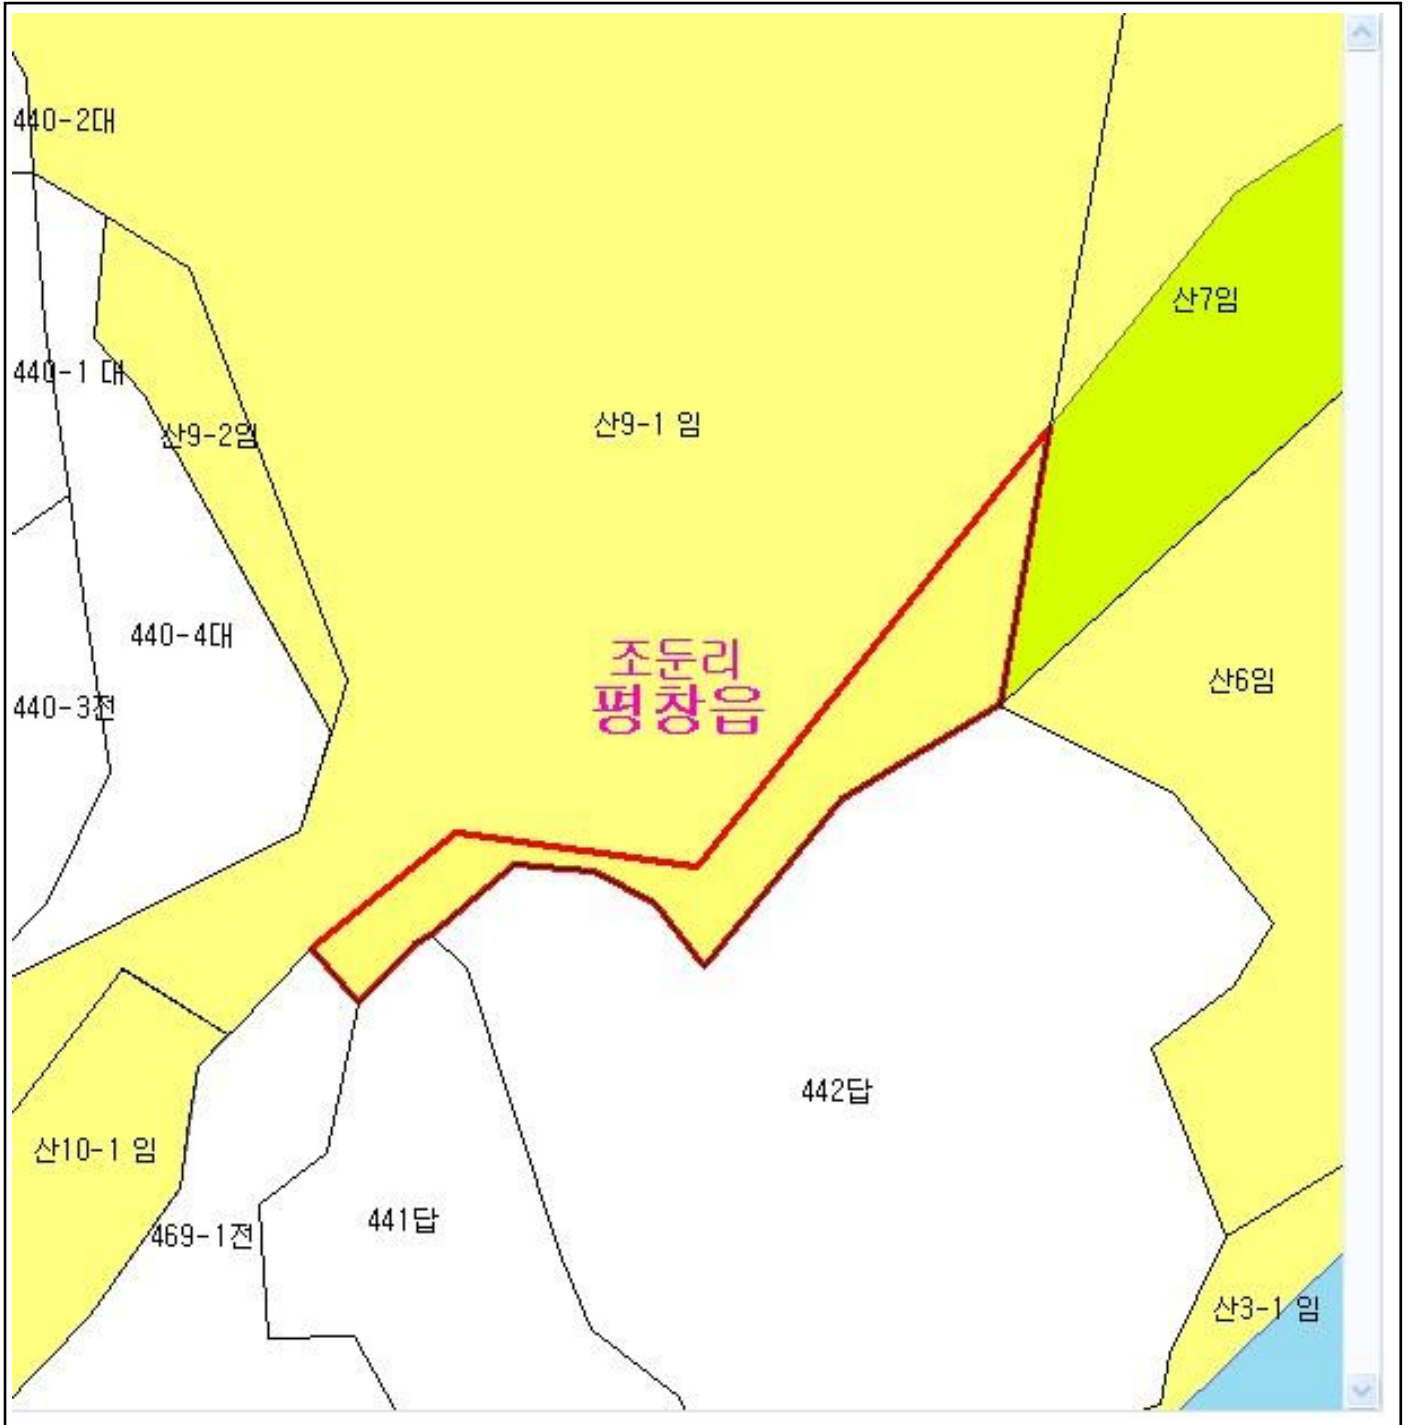 440-2대
산7임
440-1 대
산9-2임
산9-1 임
440-4대
조둔리
평창읍
산6임
440-3전
442답
산10-1 임
441답
469-1전
산3-1 임